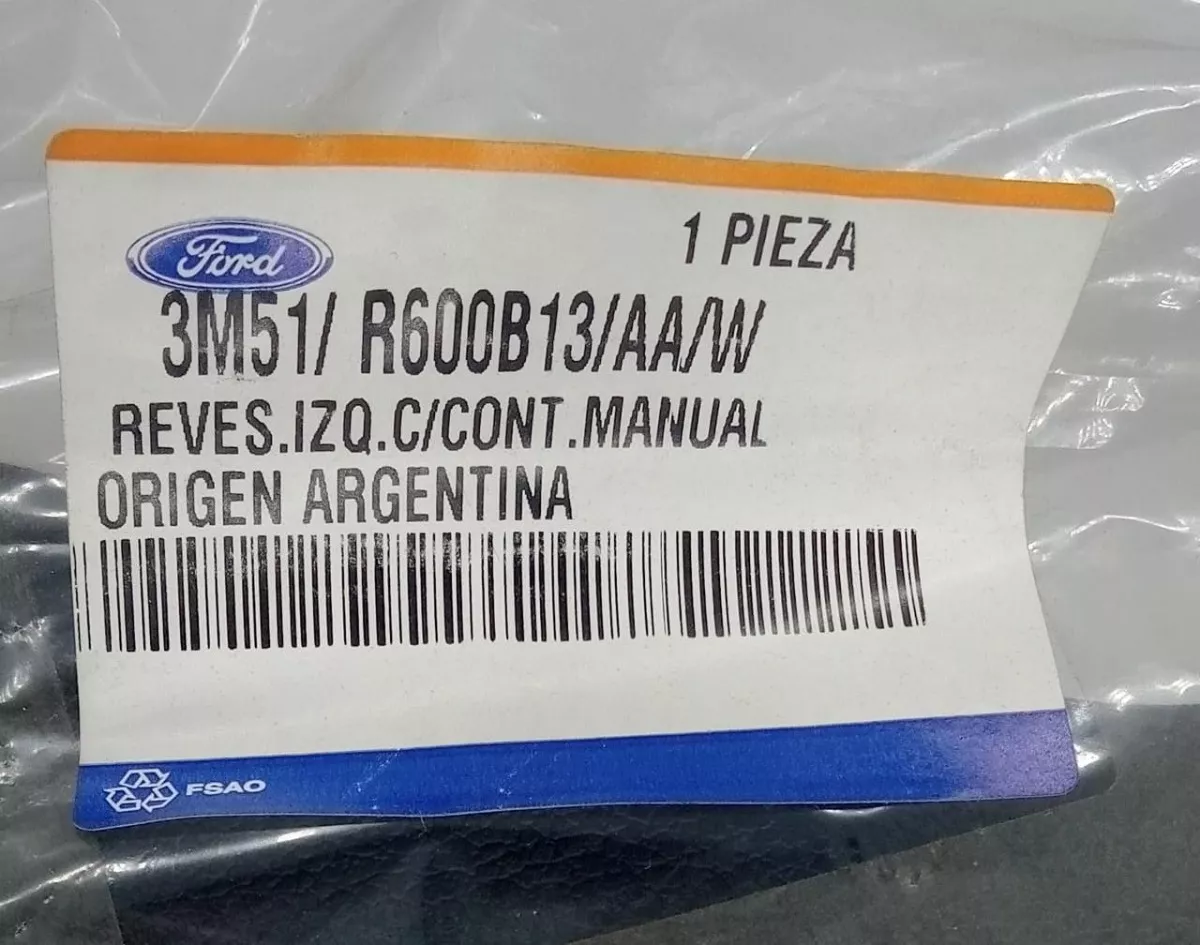 1 PIEZA
Ford
3M51/ R600B13/AA/W
REVES.IZQ.C/CONT.MANUAL
ORIGEN ARGENTINA
FSAO